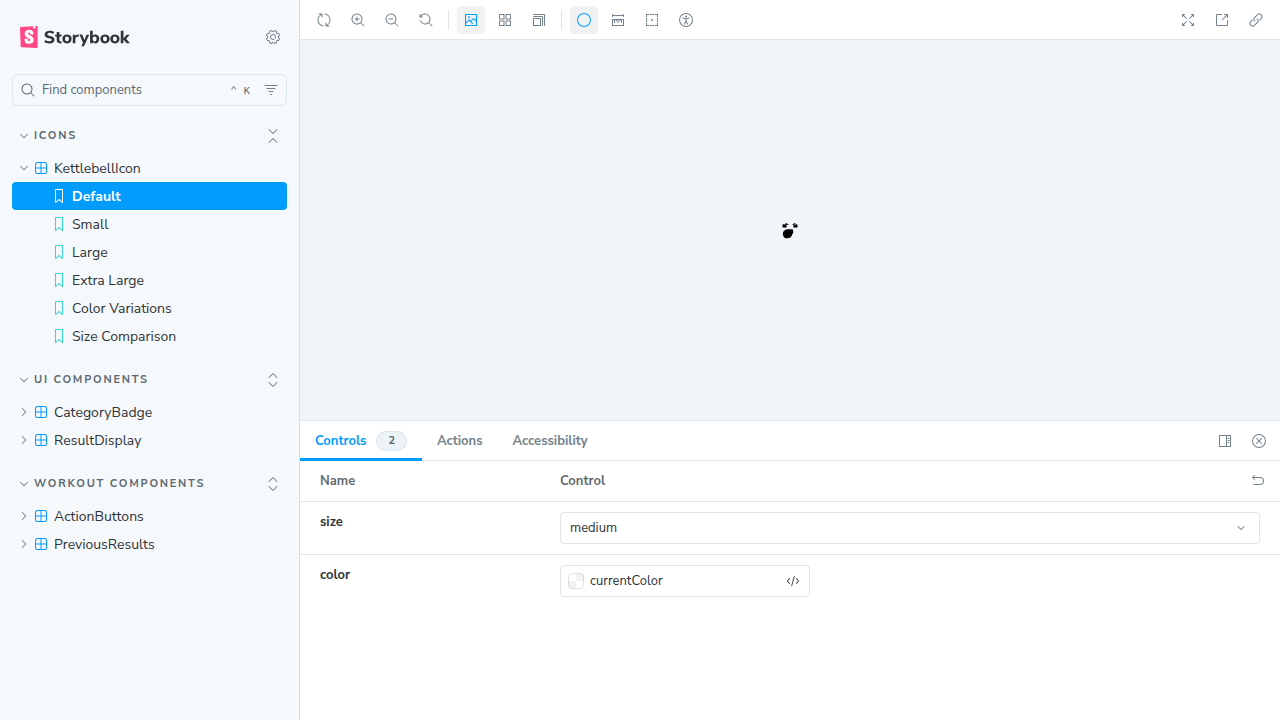 Storybook
Find components
^ K
ICONS
KettlebellIcon
Default
Small
Large
Extra Large
Color Variations
Size Comparison
UI COMPONENTS
CategoryBadge
ResultDisplay
WORKOUT COMPONENTS
ActionButtons
PreviousResults
Controls 2 Actions Accessibility
Name Control
size medium
color currentColor